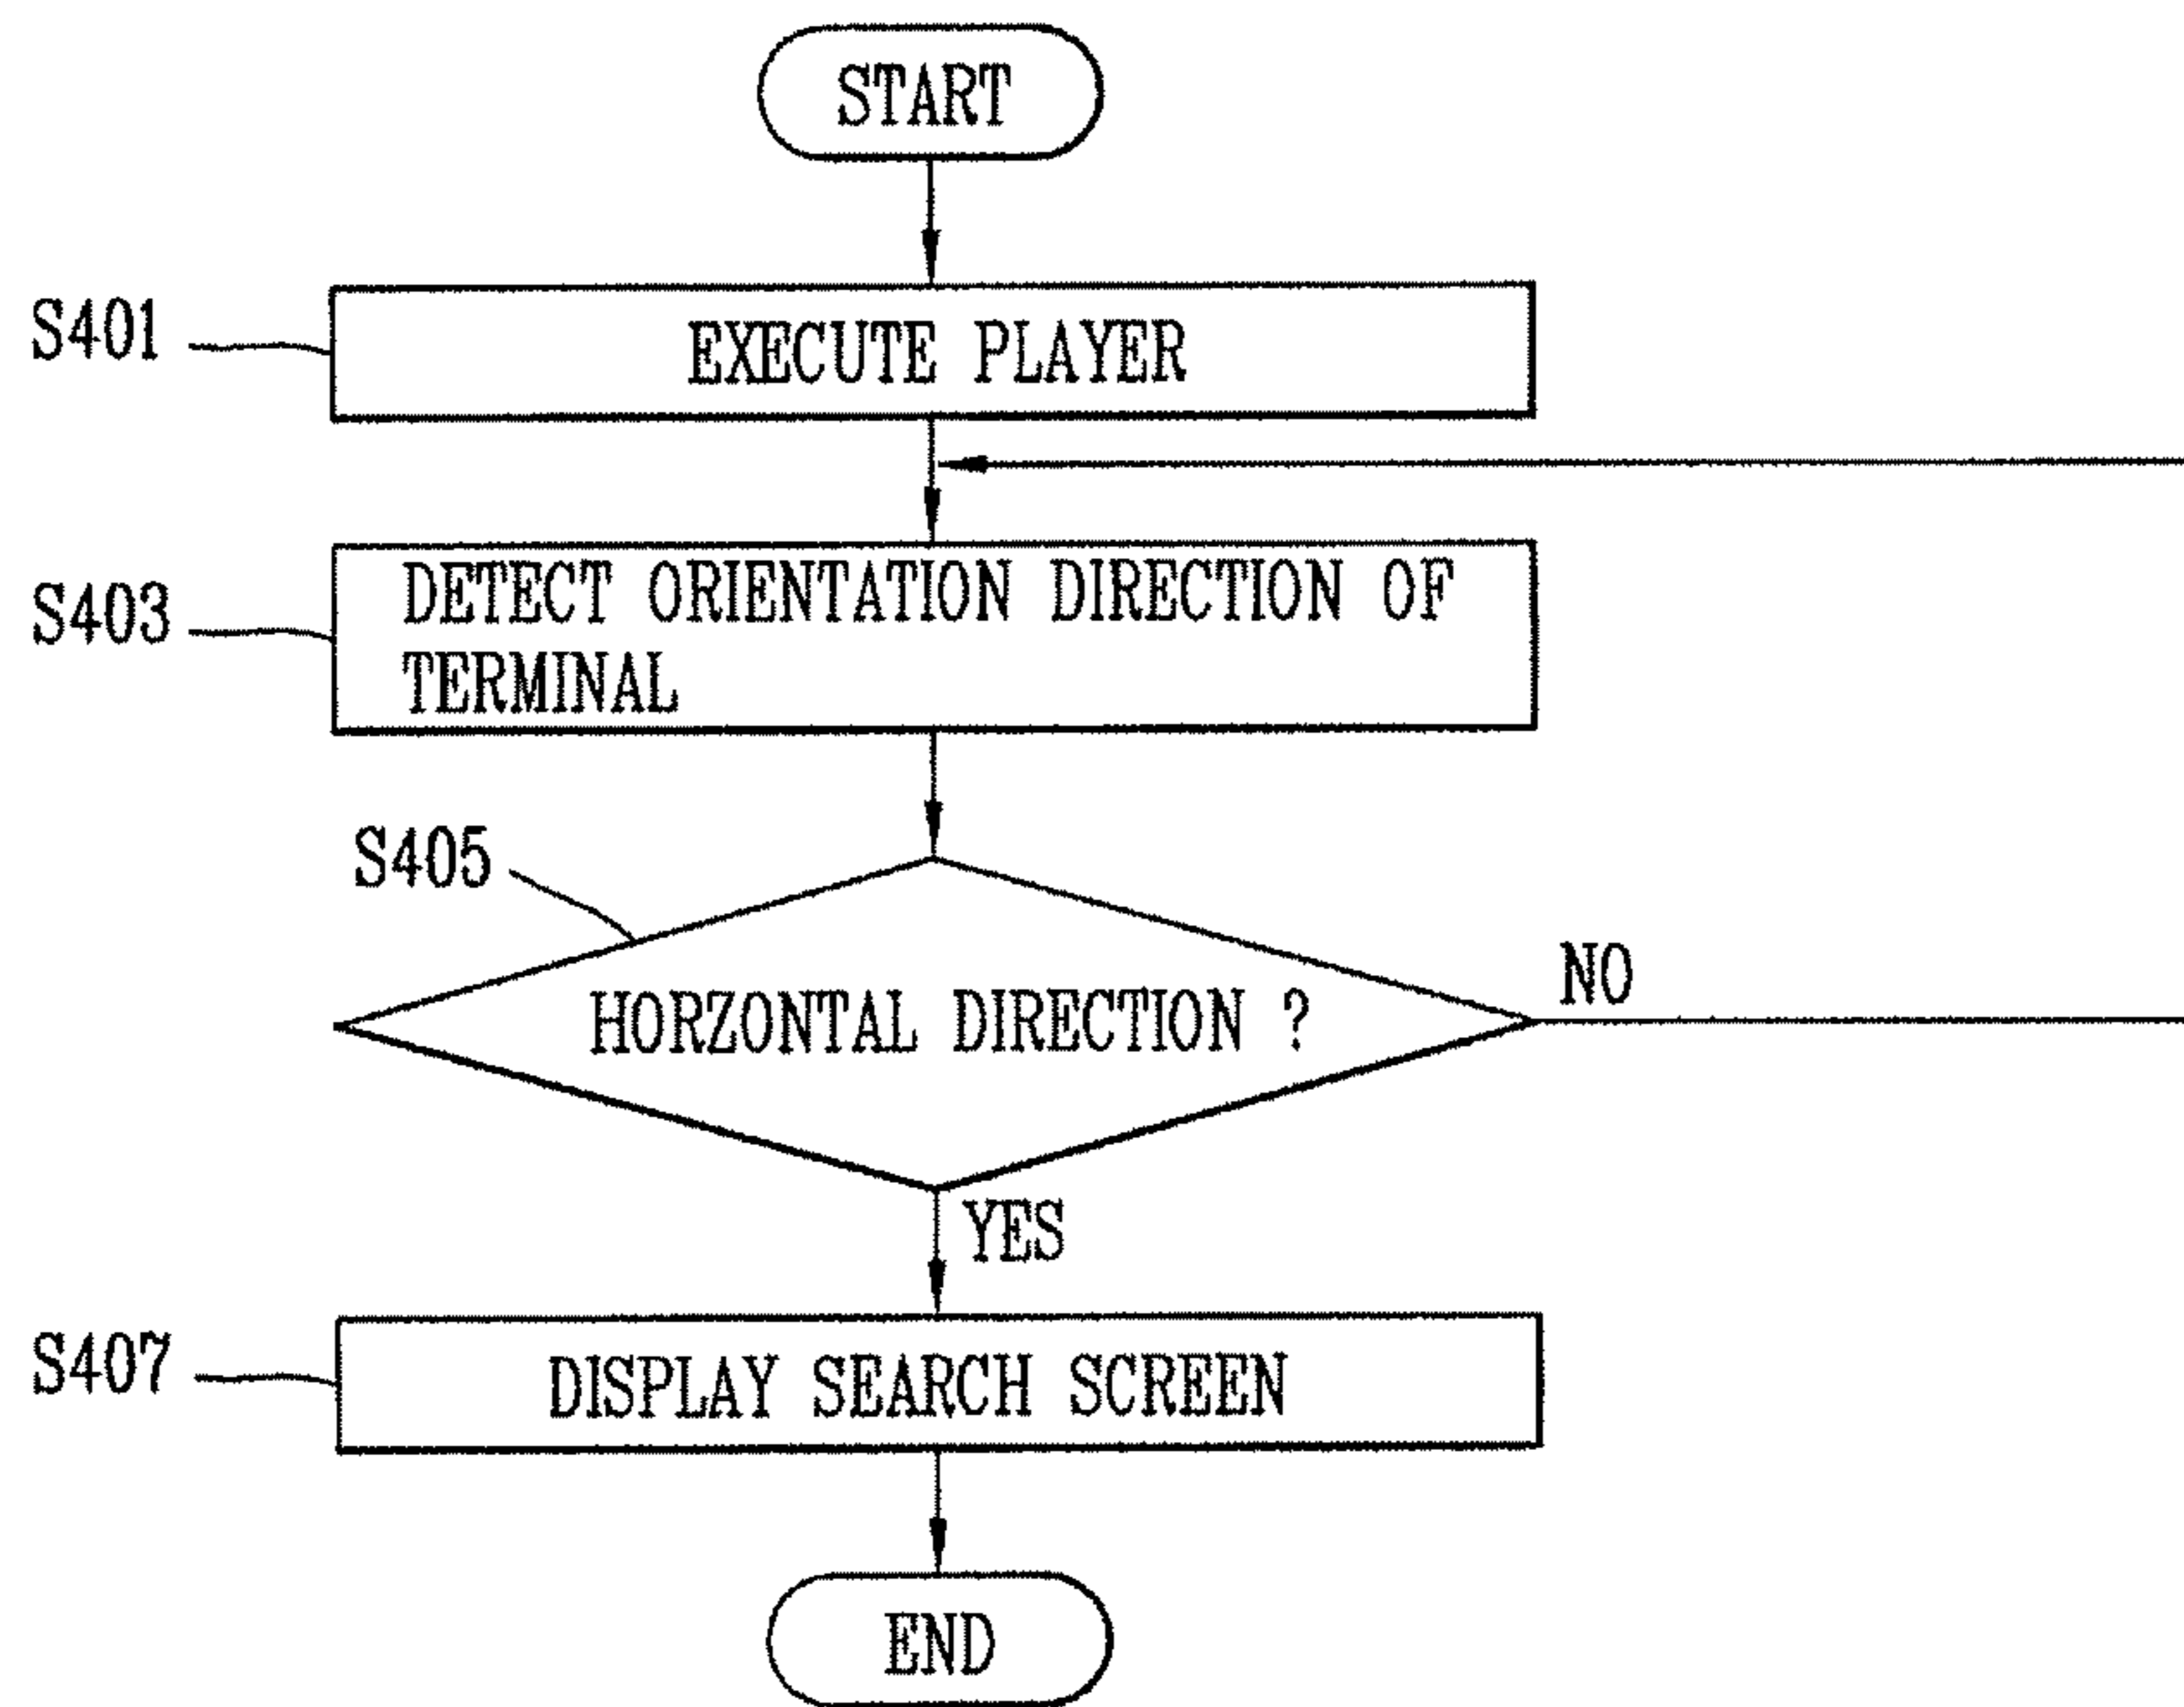 START
S401
EXECUTE PLAYER
S403
DETECT ORIENTATION DIRECTION OF
TERMINAL
S405
HORZONTAL DIRECTION ?
NO
YES
S407
DISPLAY SEARCH SCREEN
END